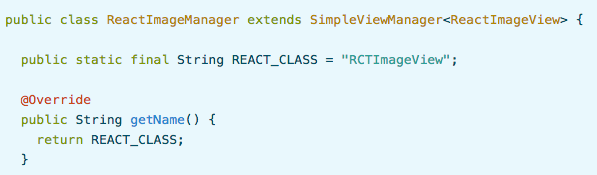 public class ReactImageManager extends SimpleViewManager<ReactImageView> {
public static final String REACT_CLASS = "RCTImageView";
@Override
public String getName() {
return REACT_CLASS;
}